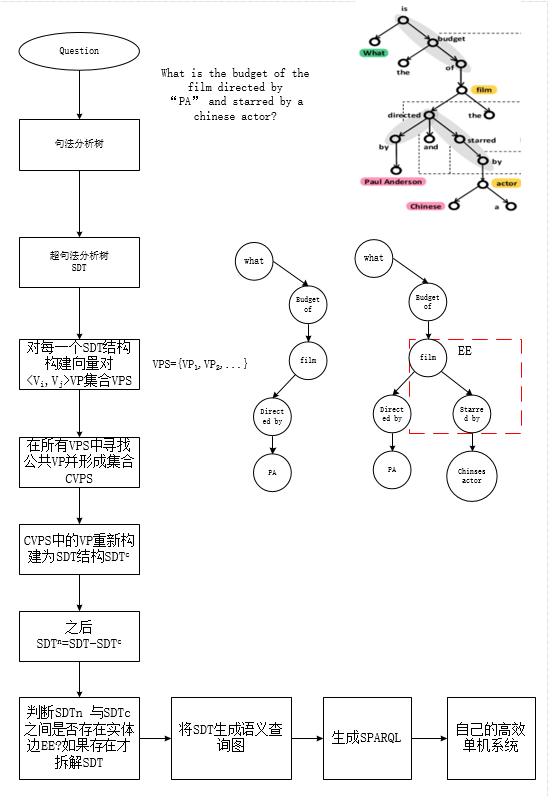 Question
What is the budget of the
film directed by
“PA” and starred by a
chinese actor?
is
What
budget
the
of
film
directed
the
by
and
starred
by
Paul Anderson
actor
Chinese
a
句法分析树
超句法分析树
SDT
对每一个SDT结构
构建向量对
<Vi,Vj>VP集合VPS
VPS={VP1,VP2,...}
在所有VPS中寻找
公共VP并形成集合
CVPS
CVPS中的VP重新构
建为SDT结构SDTc
之后
SDTn=SDT-SDTc
判断SDTn 与SDTc
之间是否存在实体
边EE?如果存在才
拆解SDT
将SDT生成语义查
询图
生成SPARQL
自己的高效
单机系统
what
Budget
of
film
Direct
ed by
PA
what
Budget
of
film
EE
Direct
ed by
Starre
d by
PA
Chinses
actor